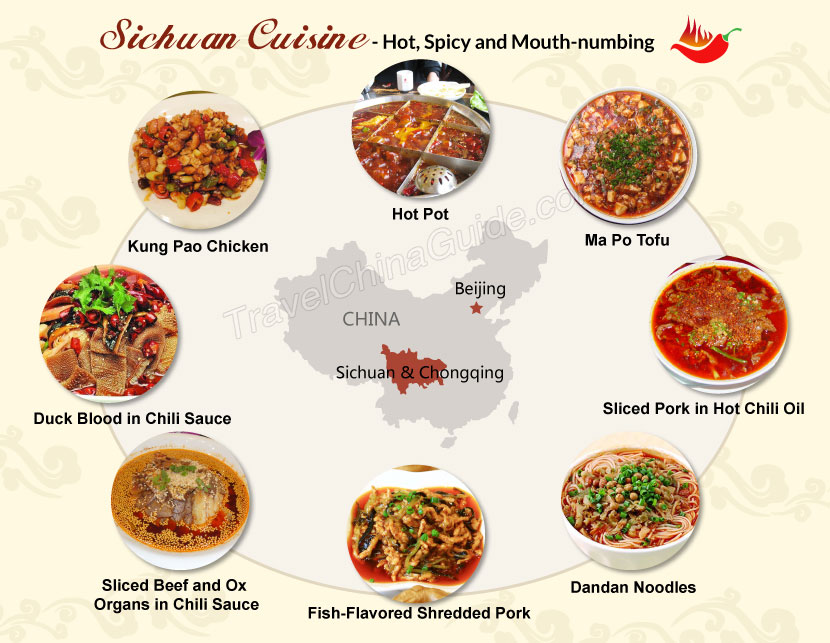 Sichuan Cuisine - Hot, Spicy and Mouth-numbing
Hot Pot
Kung Pao Chicken
Ma Po Tofu
TravelChinaGuide.co
Beijing
CHINA
Sichuan & Chongqing
Duck Blood in Chili Sauce
Sliced Pork in Hot Chili Oil
Sliced Beef and Ox
Organs in Chili Sauce
Dandan Noodles
Fish-Flavored Shredded Pork